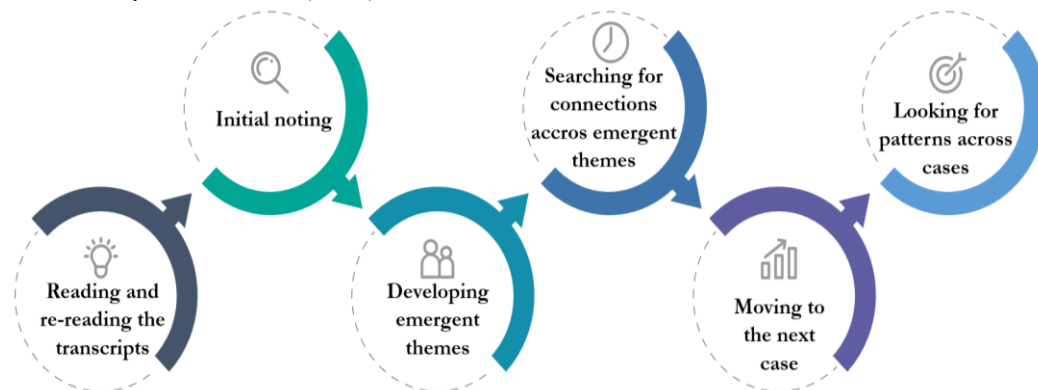 Reading and
re-reading the
transcripts
Initial noting
Developing
emergent
themes
Searching for
connections
accros emergent
themes
Moving to
the next
case
Looking for
patterns across
cases